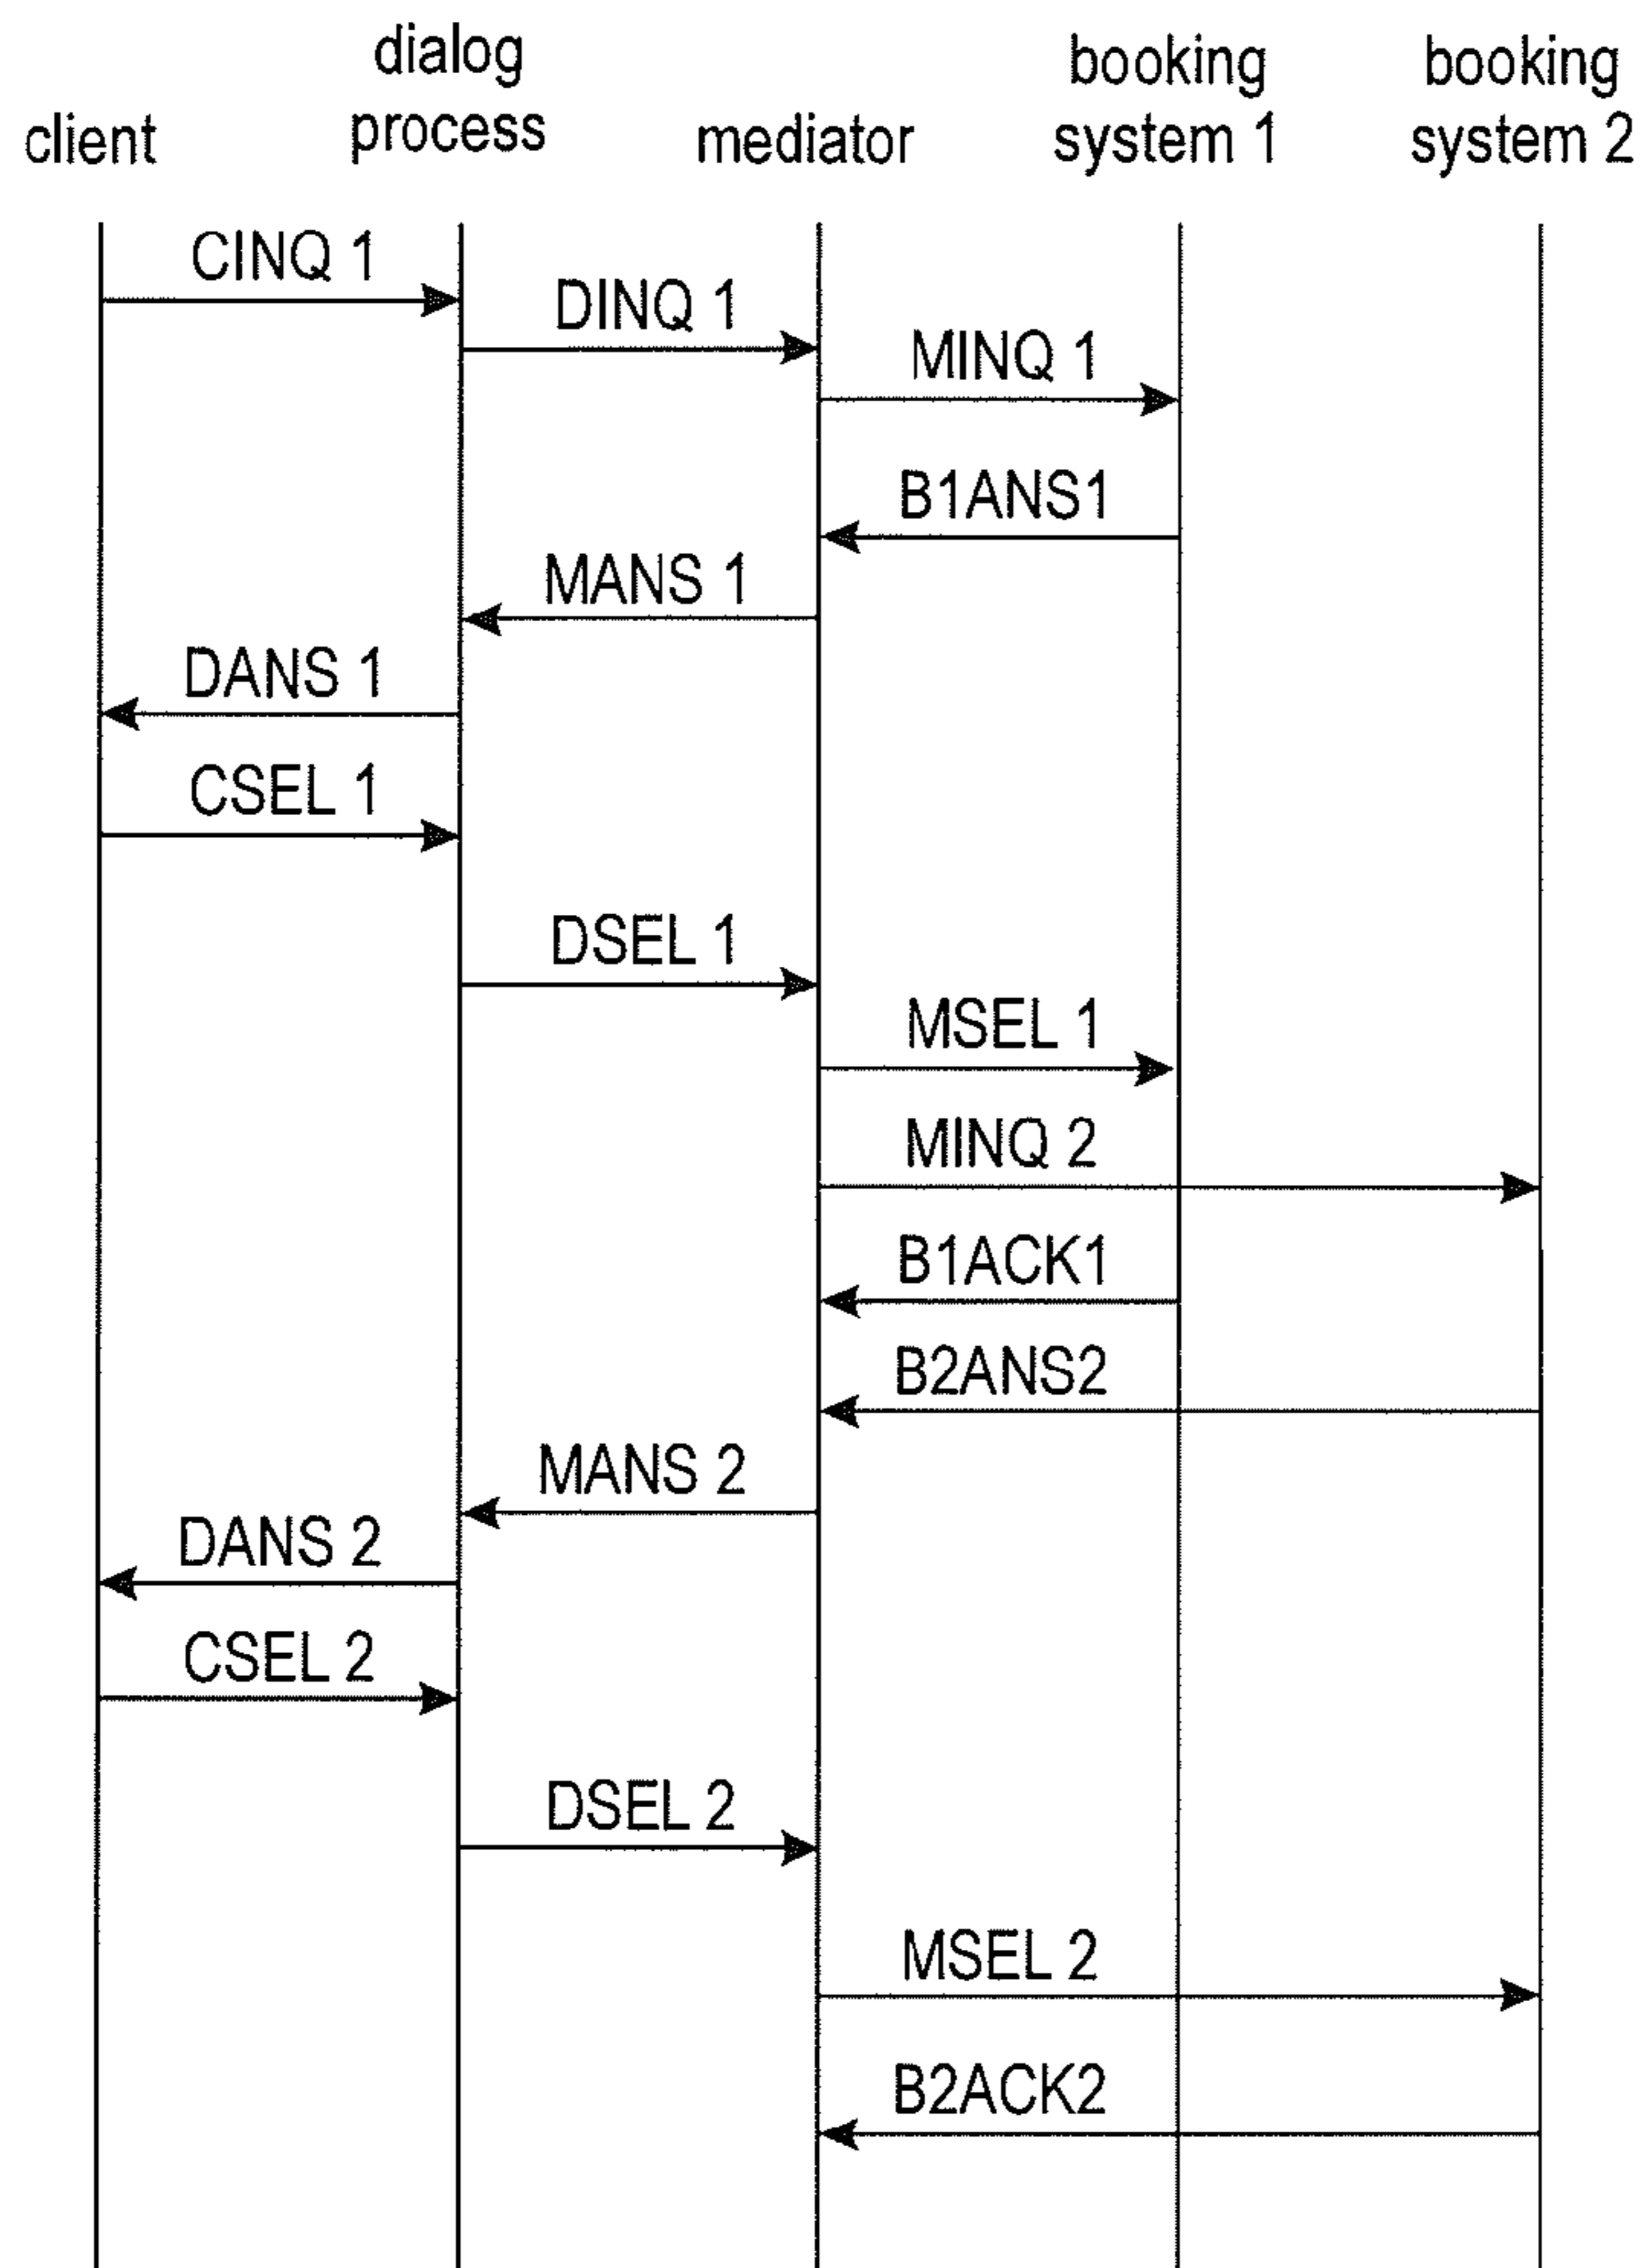 client
dialog
process
mediator
booking
system 1
booking
system 2
CINQ 1
DINQ 1
MINQ 1
B1ANS1
MANS 1
DANS 1
CSEL 1
DSEL 1
MSEL 1
MINQ 2
B1ACK1
B2ANS2
MANS 2
DANS 2
CSEL 2
DSEL 2
MSEL 2
B2ACK2